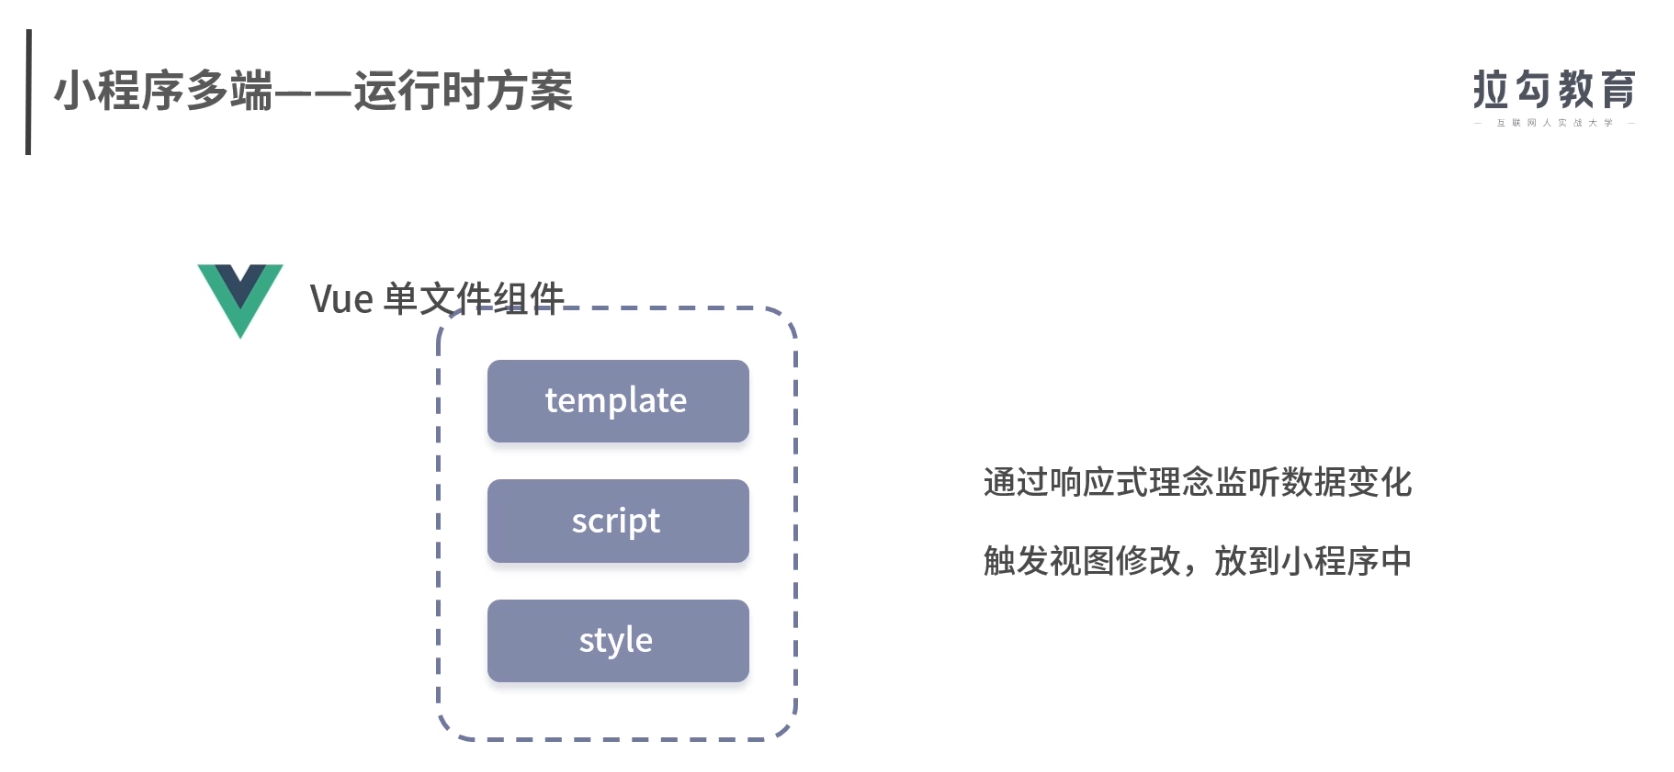 小程序多端——运行时方案
拉勾教育
— 互联网人实战大学 —
Vue 单文件组件
template
script
style
通过响应式理念监听数据变化
触发视图修改，放到小程序中